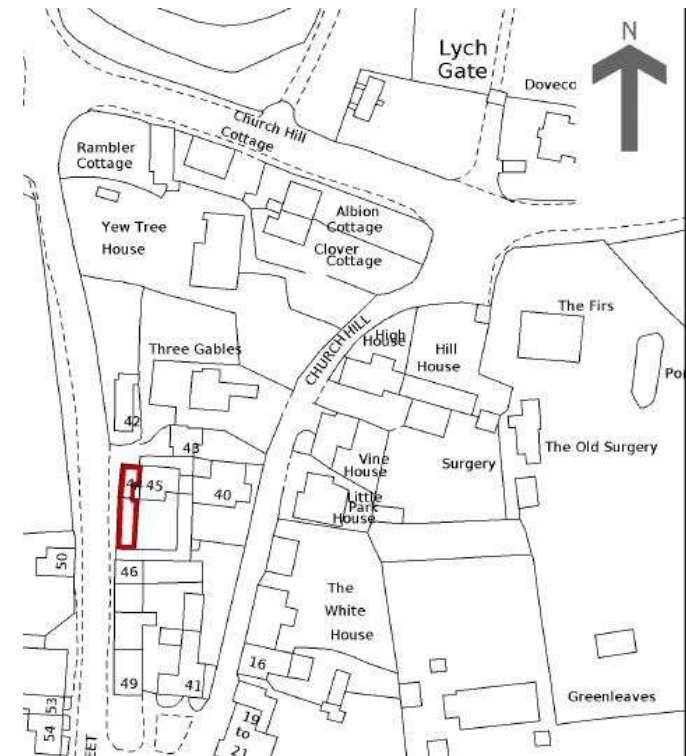 N
Lych
Gate
Doveco
Church Hill
Cottage
Rambler
Cottage
Albion
Cottage
Yew Tree
House
Clover
Cottage
The Firs
CHURCH HILL
High
House
Hill
House
Three Gables
Por
42
43
Vine
House
Surgery
The Old Surgery
45
40
Little
Park
House
50
46
The
White
House
16
49
41
Greenleaves
53
54
19
to
21
EET